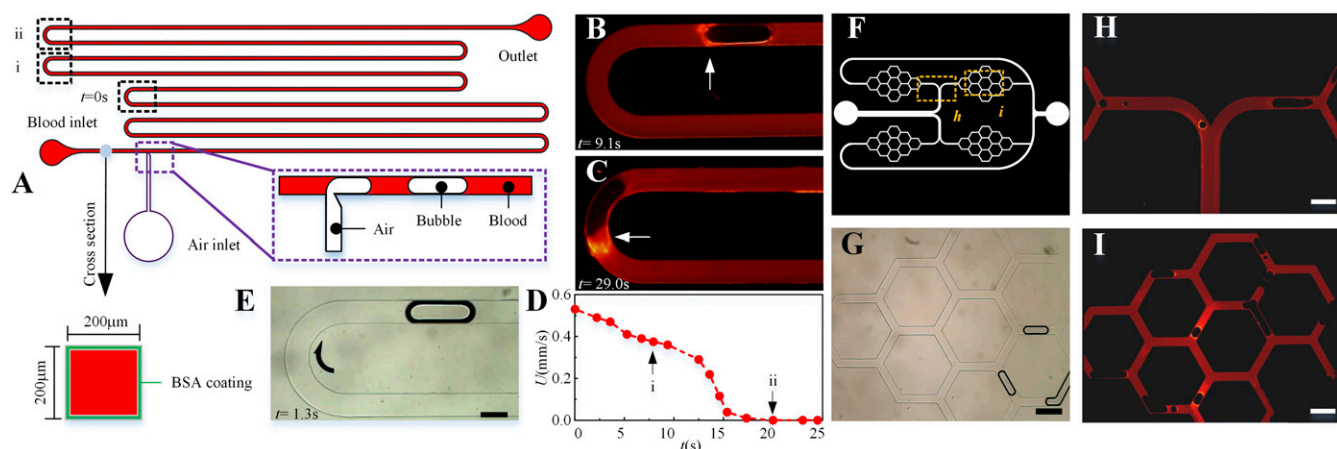 ii
i
t=0s
Outlet
Blood inlet
A
Cross section
Air inlet
Air
Bubble
Blood
200μm
200μm
BSA coating
B
t= 9.1s
C
t= 29.0s
D
0.6
0.4
0.2
0.0
U(mm/s)
i
ii
0
5
10
15
20
25
t(s)
E
t= 1.3s
F
h
i
G
H
I